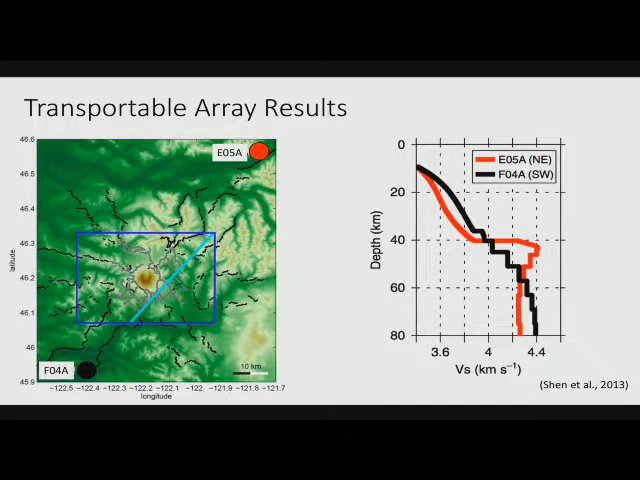 Transportable Array Results
46.6
46.5
46.4
46.3
46.2
46.1
46
45.9
latitude
E05A
F04A
10 km
−122.5 −122.4 −122.3 −122.2 −122.1 −122 −121.9 −121.8 −121.7
longitude
0
20
40
60
80
Depth (km)
E05A (NE)
F04A (SW)
3.6 4 4.4
Vs (km s⁻¹)
(Shen et al., 2013)